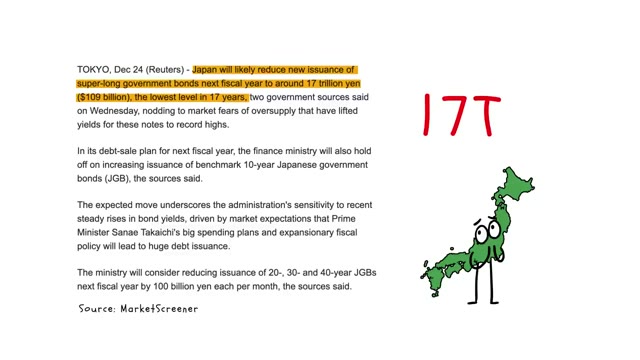 TOKYO, Dec 24 (Reuters) - Japan will likely reduce new issuance of
super-long government bonds next fiscal year to around 17 trillion yen
($109 billion), the lowest level in 17 years, two government sources said
on Wednesday, nodding to market fears of oversupply that have lifted
yields for these notes to record highs.
In its debt-sale plan for next fiscal year, the finance ministry will also hold
off on increasing issuance of benchmark 10-year Japanese government
bonds (JGB), the sources said.
The expected move underscores the administration's sensitivity to recent
steady rises in bond yields, driven by market expectations that Prime
Minister Sanae Takaichi's big spending plans and expansionary fiscal
policy will lead to huge debt issuance.
The ministry will consider reducing issuance of 20-, 30- and 40-year JGBs
next fiscal year by 100 billion yen each per month, the sources said.
Source: MarketScreener
17T